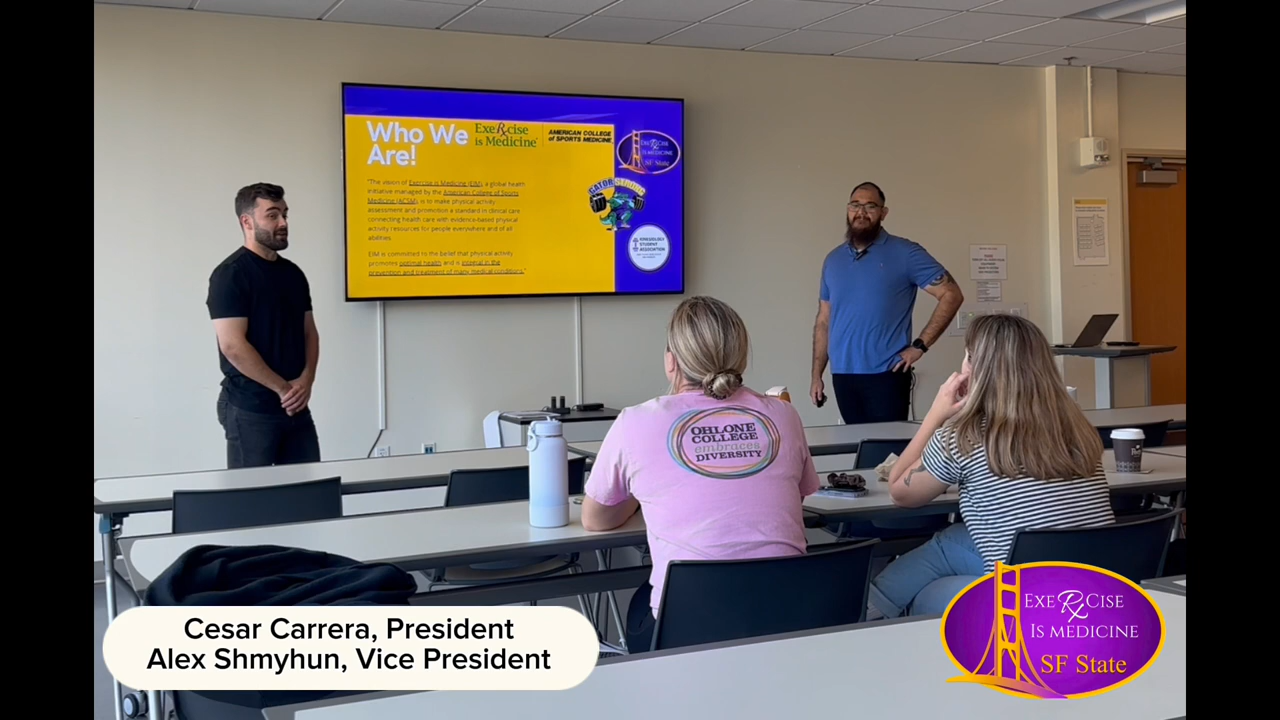 Who We
Are!
ExeRcise
is Medicine
AMERICAN COLLEGE
of SPORTS MEDICINE
EXERCISE
IS MEDICINE
SF State
GATOR STRONG
KINESIOLOGY
STUDENT
ASSOCIATION
"The vision of Exercise is Medicine (EIM), a global health
initiative managed by the American College of Sports
Medicine (ACSM), is to make physical activity
assessment and promotion a standard in clinical care
connecting health care with evidence-based physical
activity resources for people everywhere and of all
abilities.
EIM is committed to the belief that physical activity
promotes optimal health and is integral in the
prevention and treatment of many medical conditions."
OHLONE
COLLEGE
embraces
DIVERSITY
Cesar Carrera, President
Alex Shmyhun, Vice President
EXERCISE
IS MEDICINE
SF State